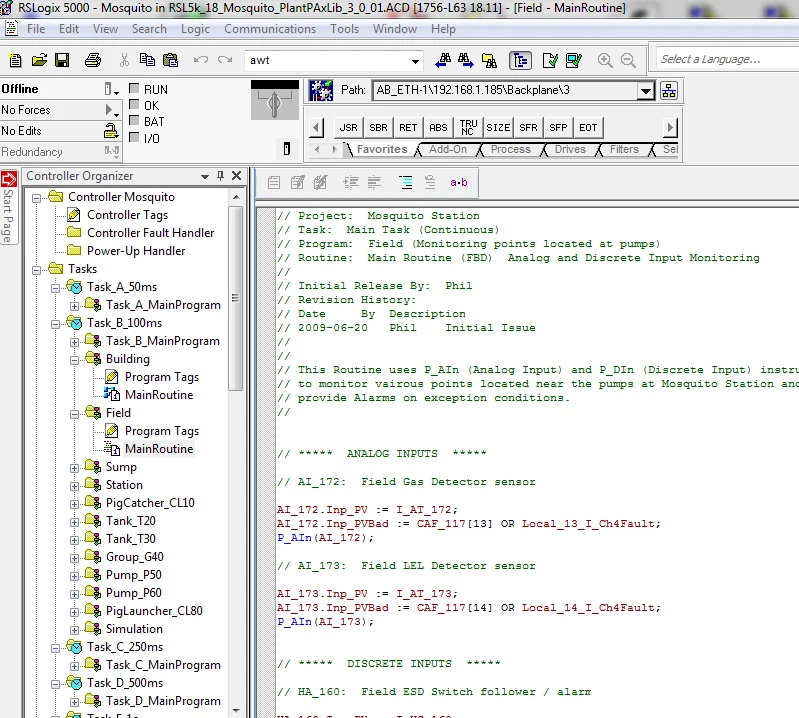 RSLogix 5000 - Mosquito in RSL5k_18_Mosquito_PlantPAxLib_3_0_01.ACD [1756-L63 18.11] - [Field - MainRoutine]
File Edit View Search Logic Communications Tools Window Help
awt
Select a Language...
Offline
RUN
No Forces
OK
No Edits
BAT
Redundancy
I/O
Path: AB_ETH-1\192.168.1.185\Backplane\3
JSR SBR RET ABS TRUNC SIZE SFR SFP EOT
Favorites Add-On Process Drives Filters Sel
Start Page
Controller Organizer
Controller Mosquito
Controller Tags
Controller Fault Handler
Power-Up Handler
Tasks
Task_A_50ms
Task_A_MainProgram
Task_B_100ms
Task_B_MainProgram
Building
Program Tags
MainRoutine
Field
Program Tags
MainRoutine
Sump
Station
PigCatcher_CL10
Tank_T20
Tank_T30
Group_G40
Pump_P50
Pump_P60
PigLauncher_CL80
Simulation
Task_C_250ms
Task_C_MainProgram
Task_D_500ms
Task_D_MainProgram
// Project: Mosquito Station
// Task: Main Task (Continuous)
// Program: Field (Monitoring points located at pumps)
// Routine: Main Routine (FBD) Analog and Discrete Input Monitoring
//
// Initial Release By: Phil
// Revision History:
// Date By Description
// 2009-06-20 Phil Initial Issue
//
//
// This Routine uses P_AIn (Analog Input) and P_DIn (Discrete Input) instru
// to monitor vairous points located near the pumps at Mosquito Station and
// provide Alarms on exception conditions.
//
// ***** ANALOG INPUTS *****
// AI_172: Field Gas Detector sensor
AI_172.Inp_PV := I_AT_172;
AI_172.Inp_PVBad := CAF_117[13] OR Local_13_I_Ch4Fault;
P_AIn(AI_172);
// AI_173: Field LEL Detector sensor
AI_173.Inp_PV := I_AT_173;
AI_173.Inp_PVBad := CAF_117[14] OR Local_14_I_Ch4Fault;
P_AIn(AI_173);
// ***** DISCRETE INPUTS *****
// HA_160: Field ESD Switch follower / alarm